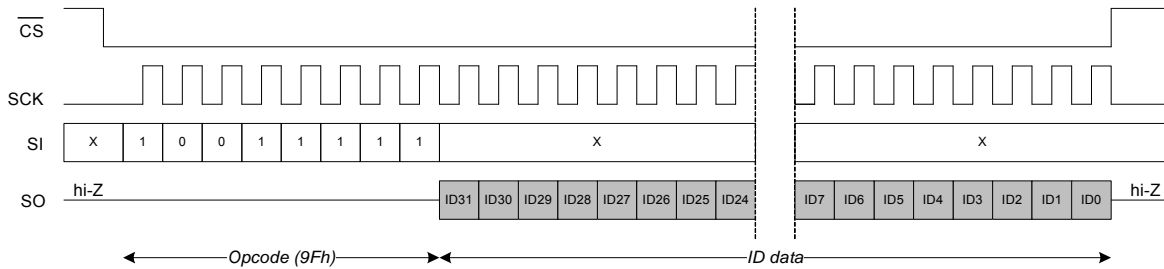 CS
SCK
SI X 1 0 0 1 1 1 1 1 X X
hi-Z hi-Z
SO ID31 ID30 ID29 ID28 ID27 ID26 ID25 ID24 ID7 ID6 ID5 ID4 ID3 ID2 ID1 ID0
Opcode (9Fh) ID data